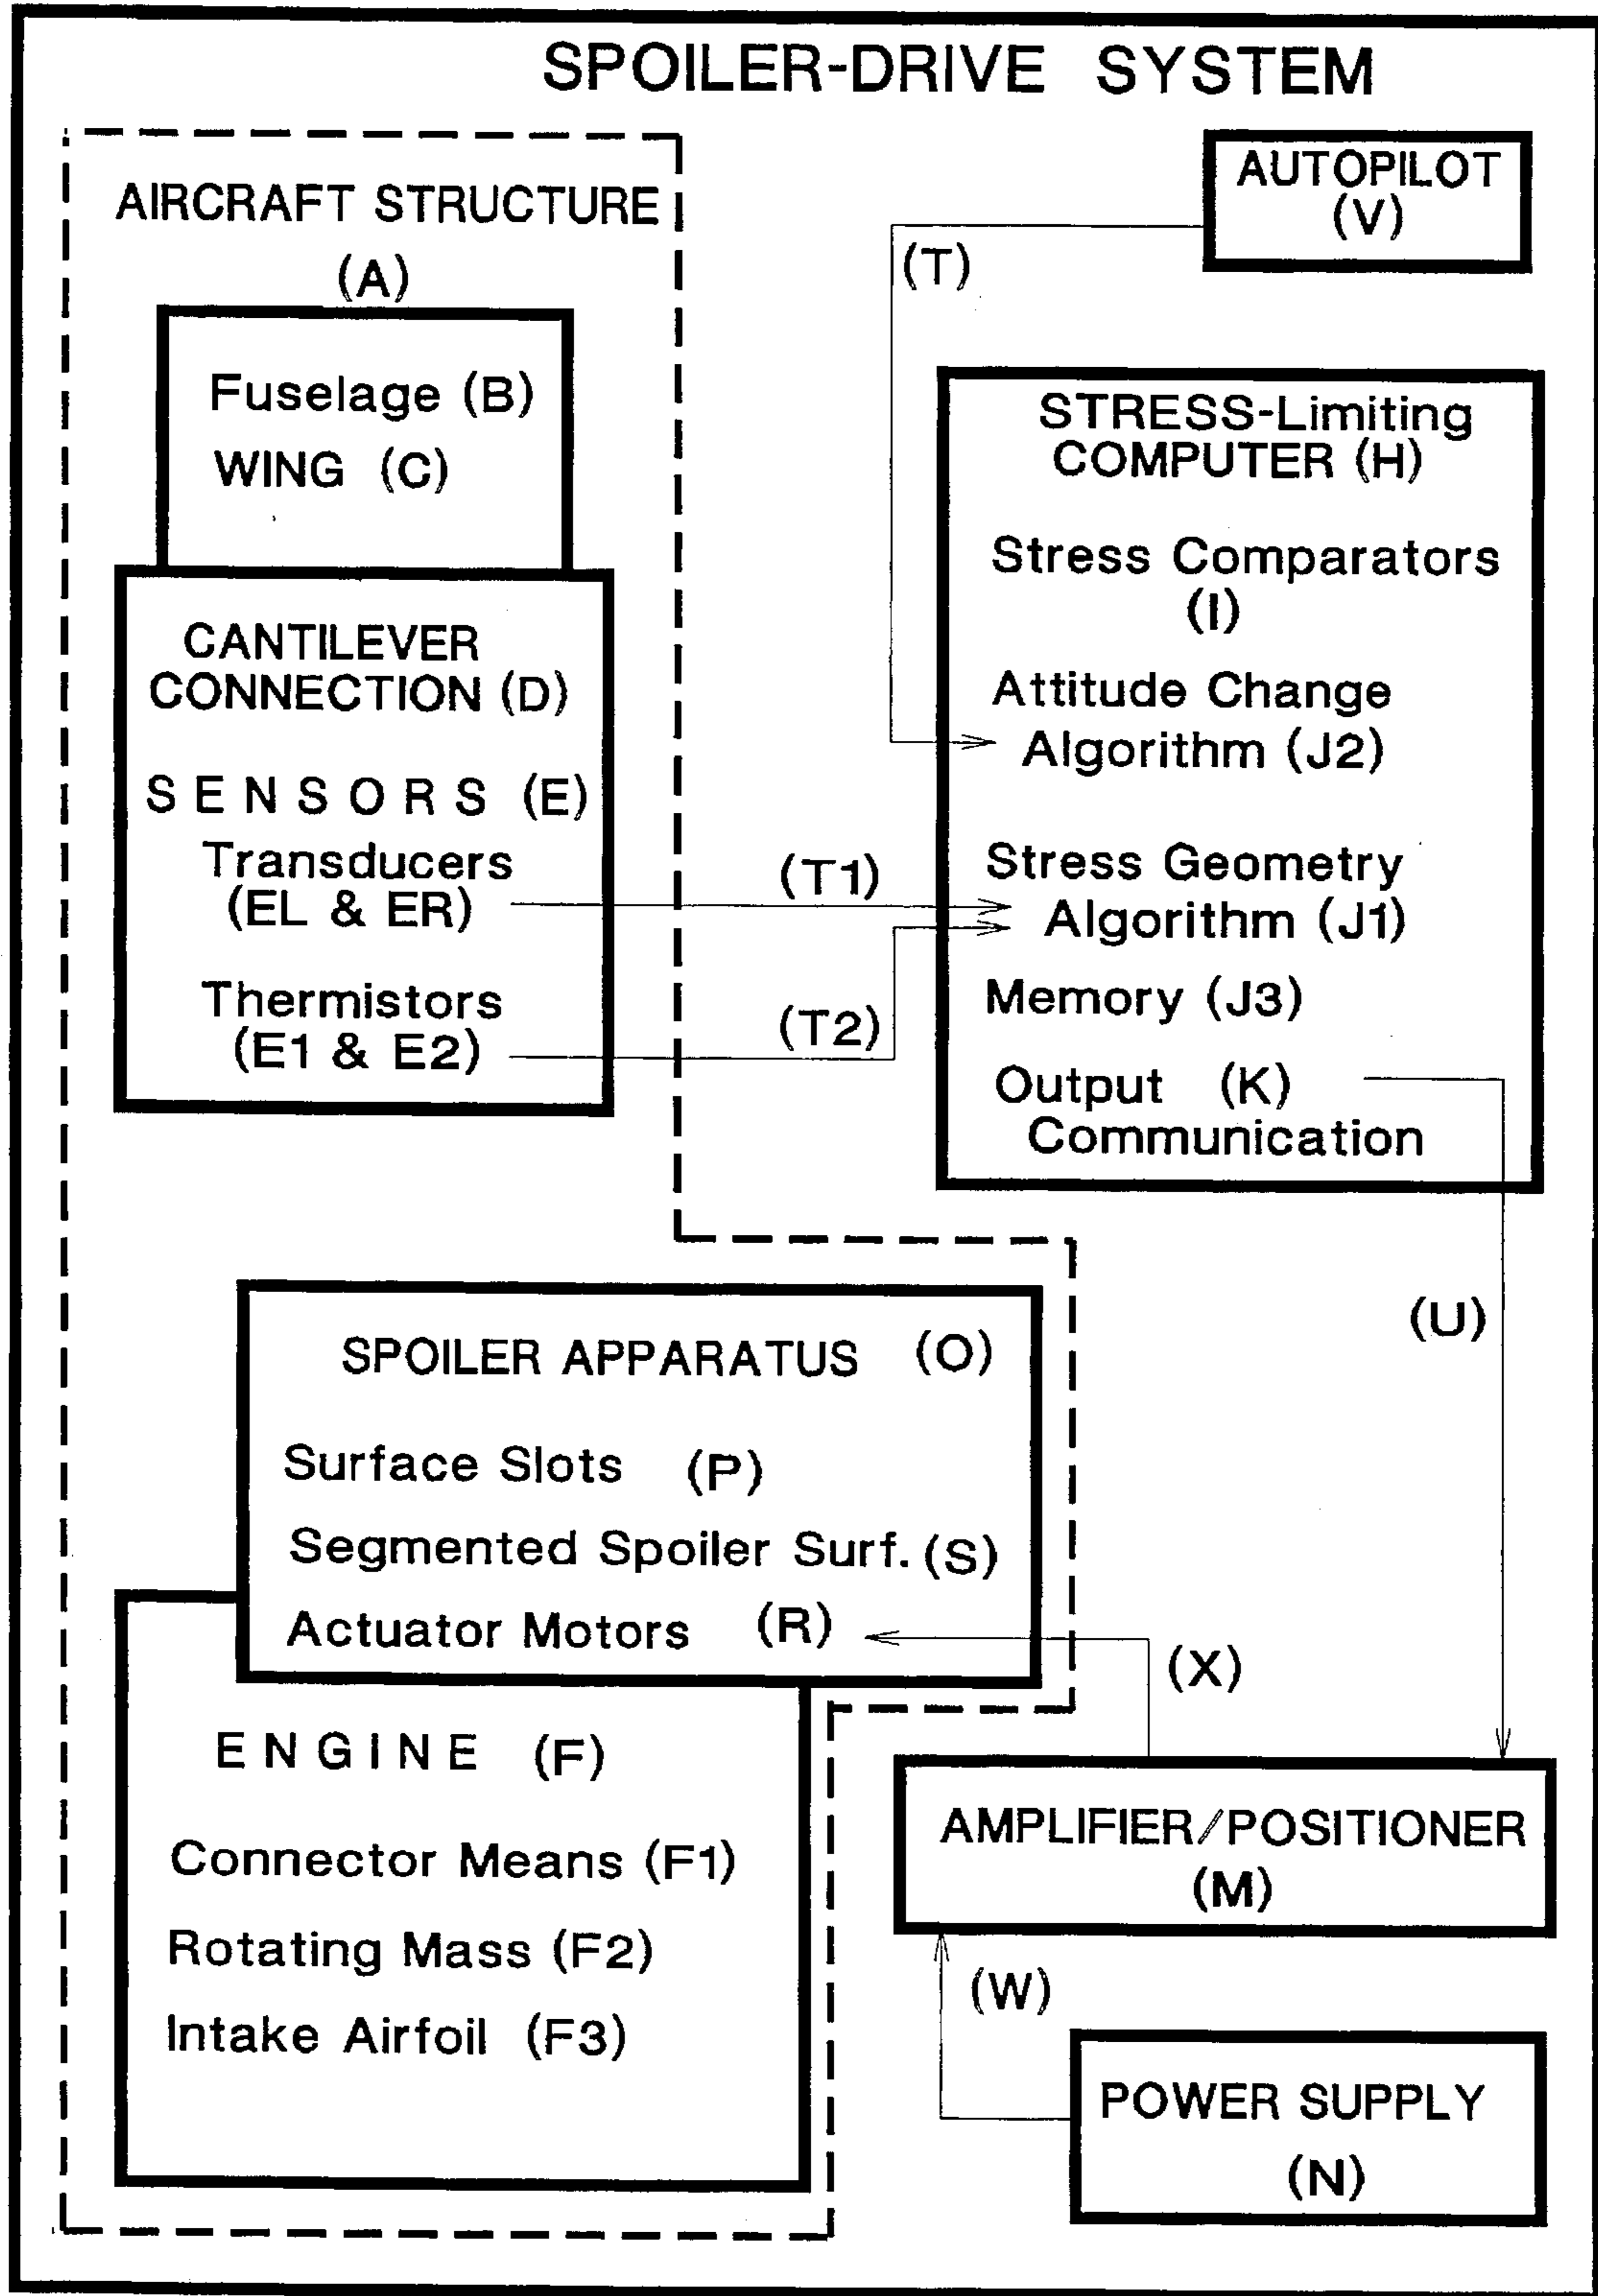 SPOILER-DRIVE SYSTEM
AIRCRAFT STRUCTURE
(A)
Fuselage (B)
WING (C)
CANTILEVER
CONNECTION (D)
SENSORS (E)
Transducers
(EL & ER)
Thermistors
(E1 & E2)
AUTOPILOT
(V)
(T)
STRESS-Limiting
COMPUTER (H)
Stress Comparators
(I)
Attitude Change
Algorithm (J2)
Stress Geometry
Algorithm (J1)
Memory (J3)
Output (K)
Communication
(T1)
(T2)
(U)
SPOILER APPARATUS (O)
Surface Slots (P)
Segmented Spoiler Surf. (S)
Actuator Motors (R)
(X)
ENGINE (F)
Connector Means (F1)
Rotating Mass (F2)
Intake Airfoil (F3)
AMPLIFIER/POSITIONER
(M)
(W)
POWER SUPPLY
(N)